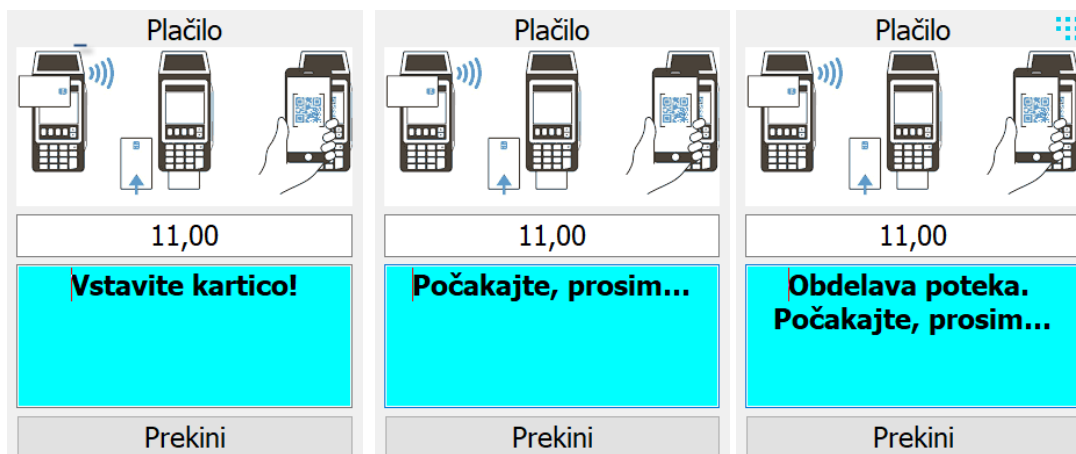 Plačilo
11,00
Vstavite kartico!
Prekini
Plačilo
11,00
Počakajte, prosim...
Prekini
Plačilo
11,00
Obdelava poteka.
Počakajte, prosim...
Prekini